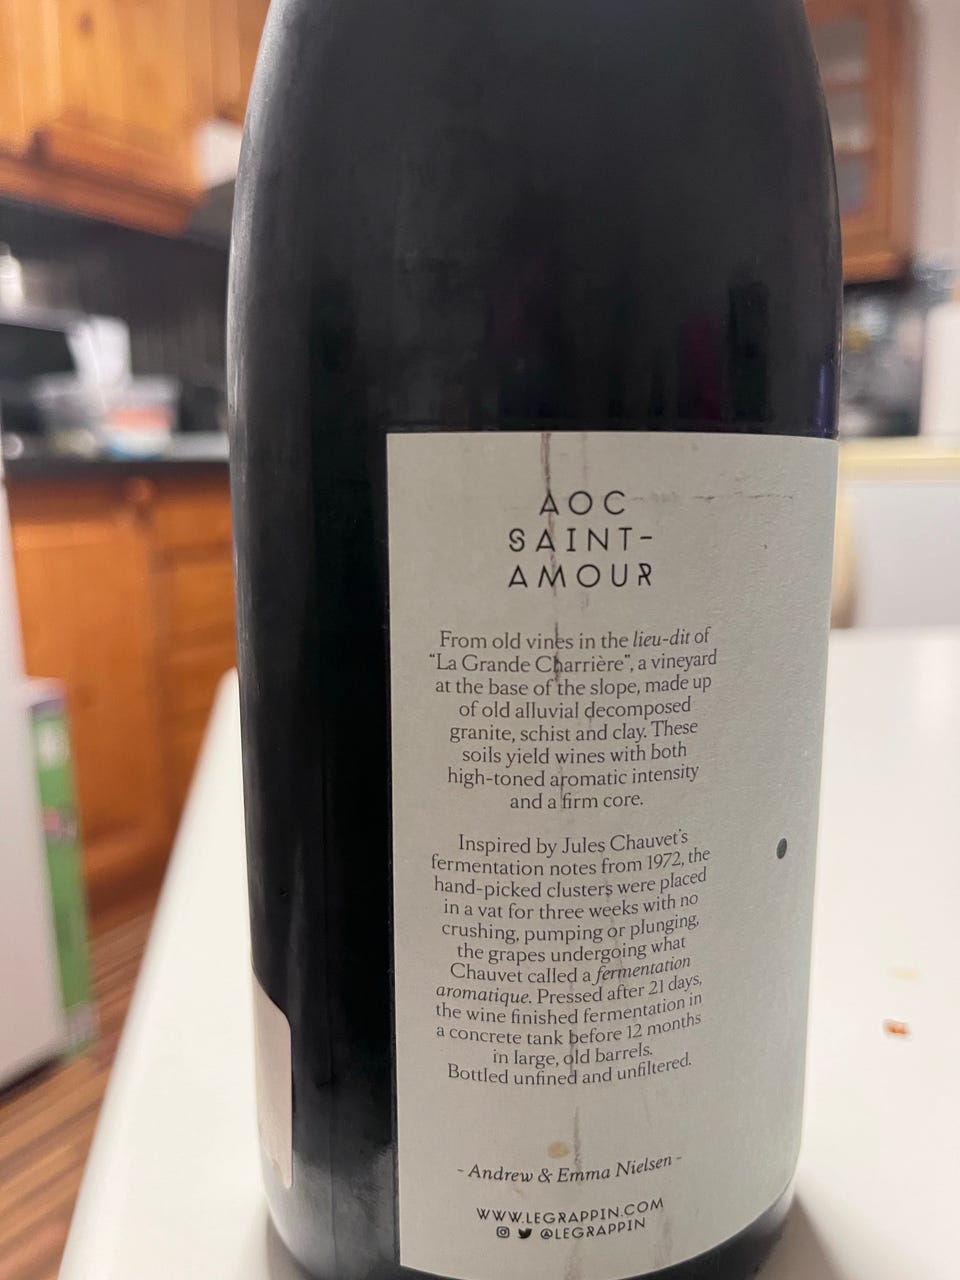 AOC
SAINT-
AMOUR
From old vines in the lieu-dit of
“La Grande Charrière”, a vineyard
at the base of the slope, made up
of old alluvial decomposed
granite, schist and clay. These
soils yield wines with both
high-toned aromatic intensity
and a firm core.
Inspired by Jules Chauvet’s
fermentation notes from 1972, the
hand-picked clusters were placed
in a vat for three weeks with no
crushing, pumping or plunging,
the grapes undergoing what
Chauvet called a fermentation
aromatique. Pressed after 21 days,
the wine finished fermentation in
a concrete tank before 12 months
in large, old barrels.
Bottled unfined and unfiltered.
- Andrew & Emma Nielsen -
WWW.LEGRAPPIN.COM
@LEGRAPPIN